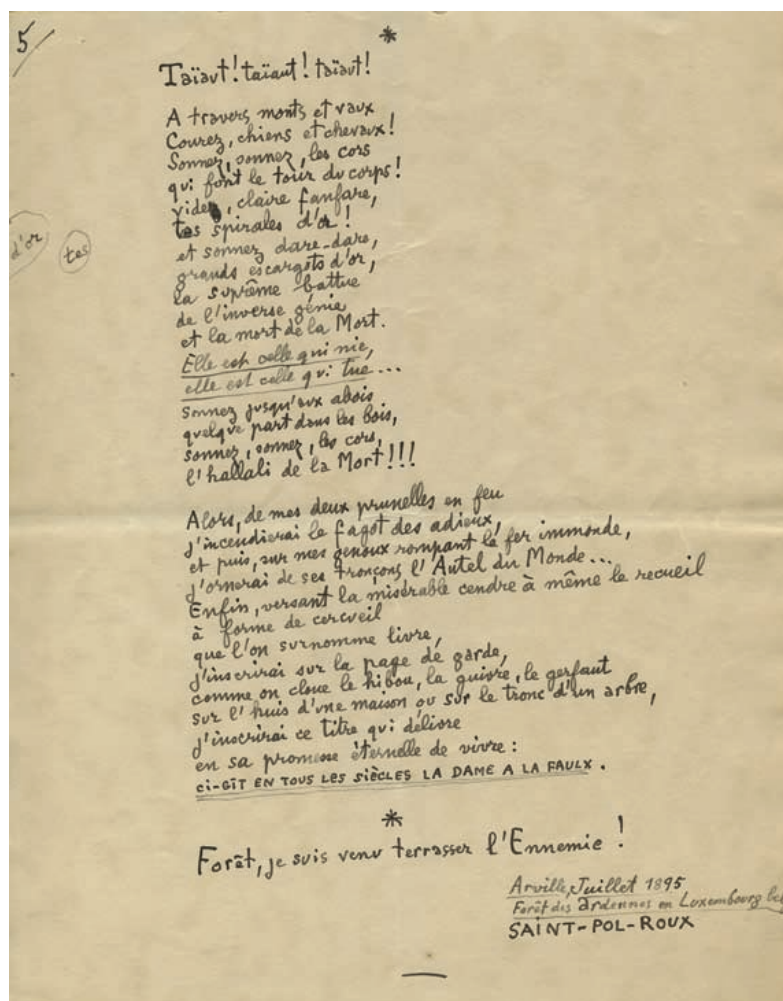 5/
*
Taïaut! taïaut! taïaut!
A travers monts et vaux
Courez, chiens et chevaux!
Sonnez, sonnez, les cors
qui font le tour du corps!
videz, claire fanfare,
tes spirales d'or!
et sonnez dare-dare,
grands escargots d'or,
d'or
tes
la suprême battue
de l'inverse génie
et la mort de la Mort.
Elle est celle qui nie,
elle est celle qui tue...
sonnez jusqu'aux abois
quelque part dans les bois,
sonnez, sonnez, les cors,
l'hallali de la Mort!!!
Alors, de mes deux prunelles en feu
j'incendierai le fagot des adieux,
et puis, sur mes genoux rompant le fer immonde,
j'ornerai de ses tronçons l'Autel du Monde...
Enfin, versant la misérable cendre à même le recueil
à forme de cercueil
que l'on surnomme livre,
j'inscrirai sur la page de garde,
comme on cloue le hibou, la guivre, le gerfaut
sur l'huis d'une maison ou sur le tronc d'un arbre,
j'inscrirai ce titre qui délivre
en sa promesse éternelle de vivre:
CI-GÎT EN TOUS LES SIÈCLES LA DAME A LA FAULX.
*
Forêt, je suis venu terrasser l'Ennemie!
Arville, Juillet 1895
Forêt des Ardennes en Luxembourg bel
SAINT-POL-ROUX